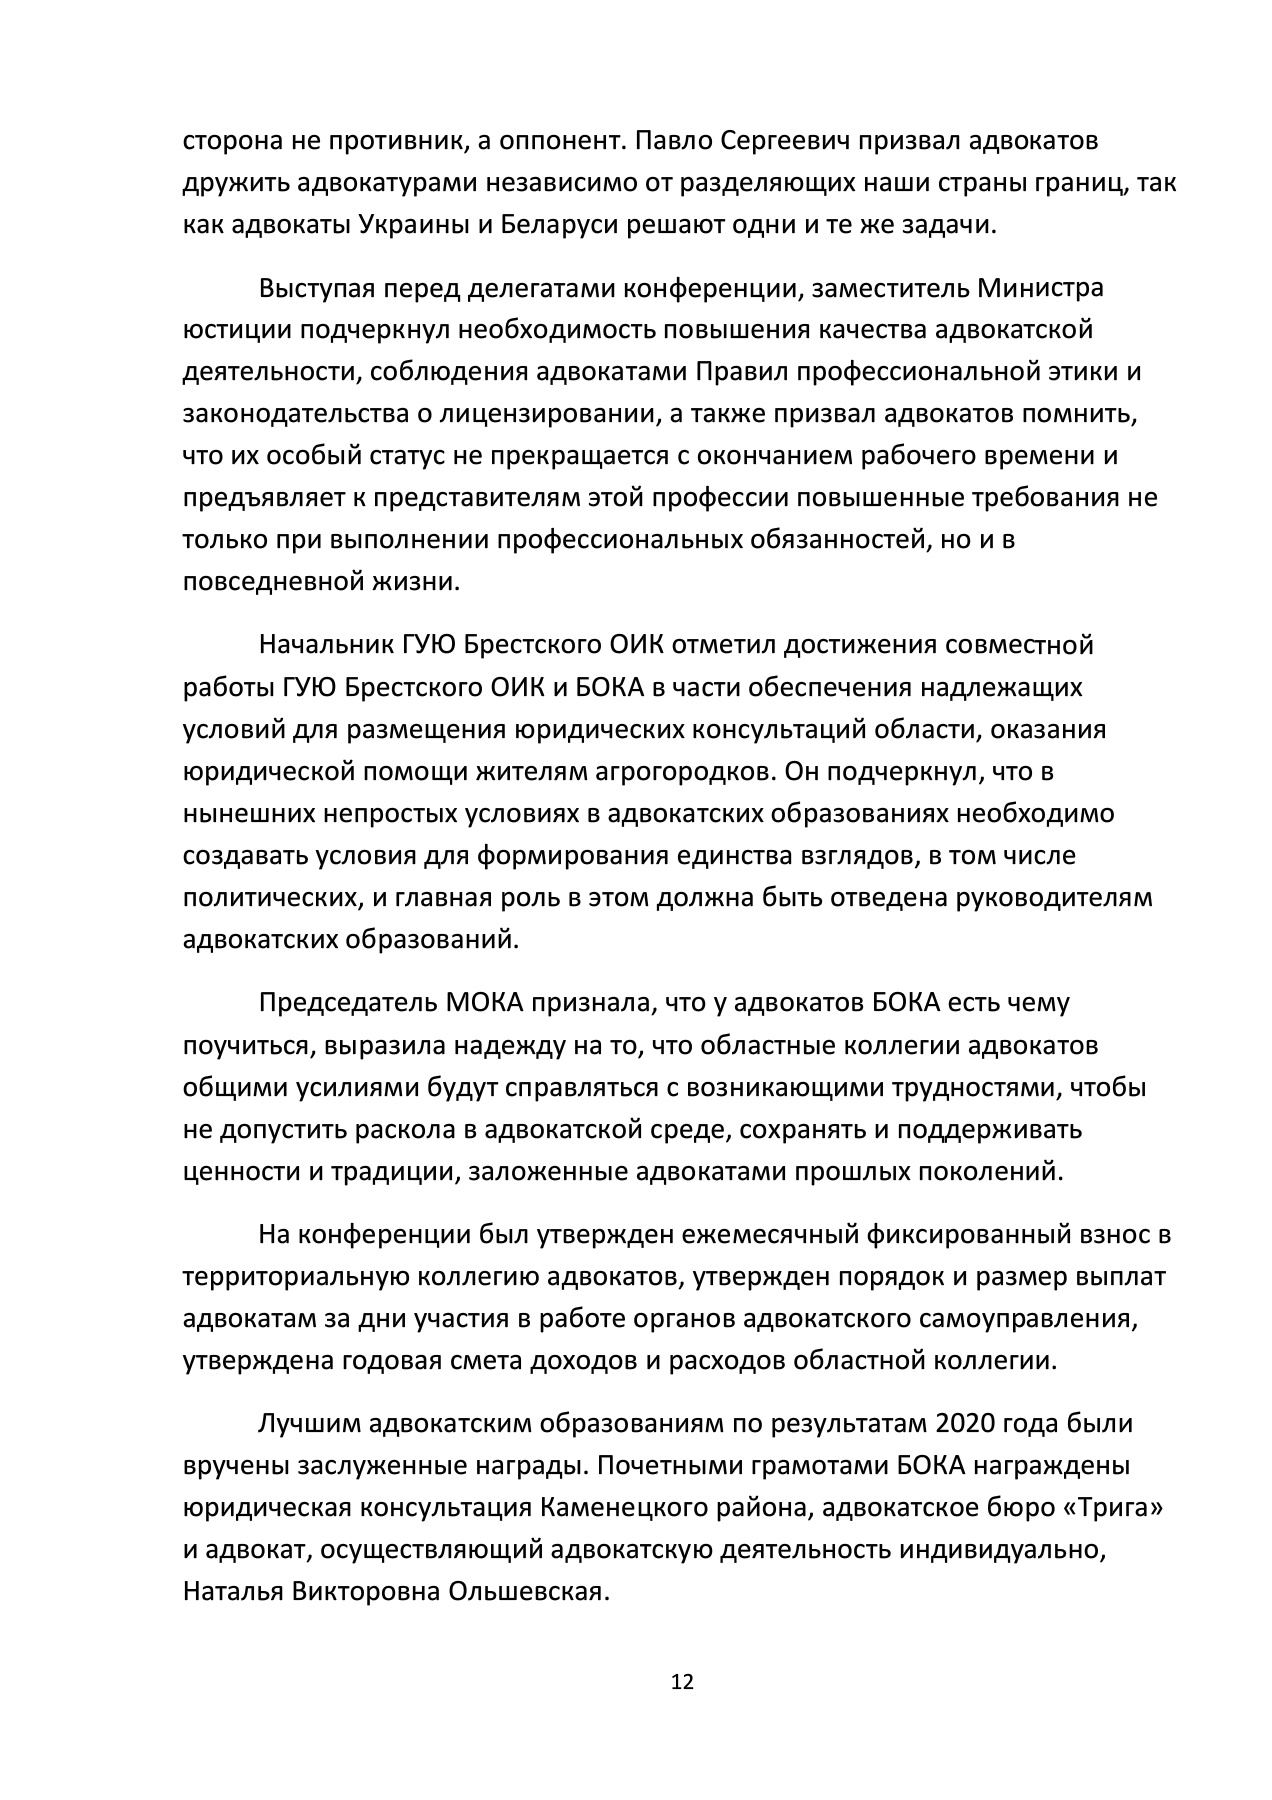 сторона не противник, а оппонент. Павло Сергеевич призвал адвокатов
дружить адвокатурами независимо от разделяющих наши страны границ, так
как адвокаты Украины и Беларуси решают одни и те же задачи.
Выступая перед делегатами конференции, заместитель Министра
юстиции подчеркнул необходимость повышения качества адвокатской
деятельности, соблюдения адвокатами Правил профессиональной этики и
законодательства о лицензировании, а также призвал адвокатов помнить,
что их особый статус не прекращается с окончанием рабочего времени и
предъявляет к представителям этой профессии повышенные требования не
только при выполнении профессиональных обязанностей, но и в
повседневной жизни.
Начальник ГУЮ Брестского ОИК отметил достижения совместной
работы ГУЮ Брестского ОИК и БОКА в части обеспечения надлежащих
условий для размещения юридических консультаций области, оказания
юридической помощи жителям агрогородков. Он подчеркнул, что в
нынешних непростых условиях в адвокатских образованиях необходимо
создавать условия для формирования единства взглядов, в том числе
политических, и главная роль в этом должна быть отведена руководителям
адвокатских образований.
Председатель МОКА признала, что у адвокатов БОКА есть чему
поучиться, выразила надежду на то, что областные коллегии адвокатов
общими усилиями будут справляться с возникающими трудностями, чтобы
не допустить раскола в адвокатской среде, сохранять и поддерживать
ценности и традиции, заложенные адвокатами прошлых поколений.
На конференции был утвержден ежемесячный фиксированный взнос в
территориальную коллегию адвокатов, утвержден порядок и размер выплат
адвокатам за дни участия в работе органов адвокатского самоуправления,
утверждена годовая смета доходов и расходов областной коллегии.
Лучшим адвокатским образованиям по результатам 2020 года были
вручены заслуженные награды. Почетными грамотами БОКА награждены
юридическая консультация Каменецкого района, адвокатское бюро «Трига»
и адвокат, осуществляющий адвокатскую деятельность индивидуально,
Наталья Викторовна Ольшевская.
12